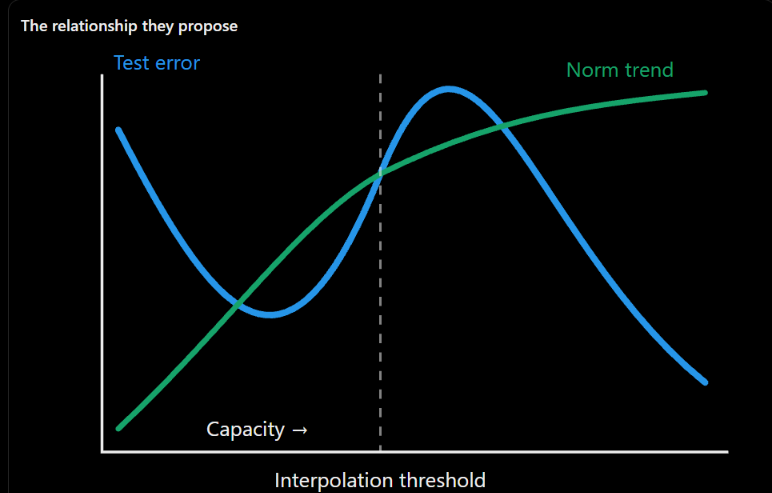 The relationship they propose
Test error
Norm trend
Capacity →
Interpolation threshold